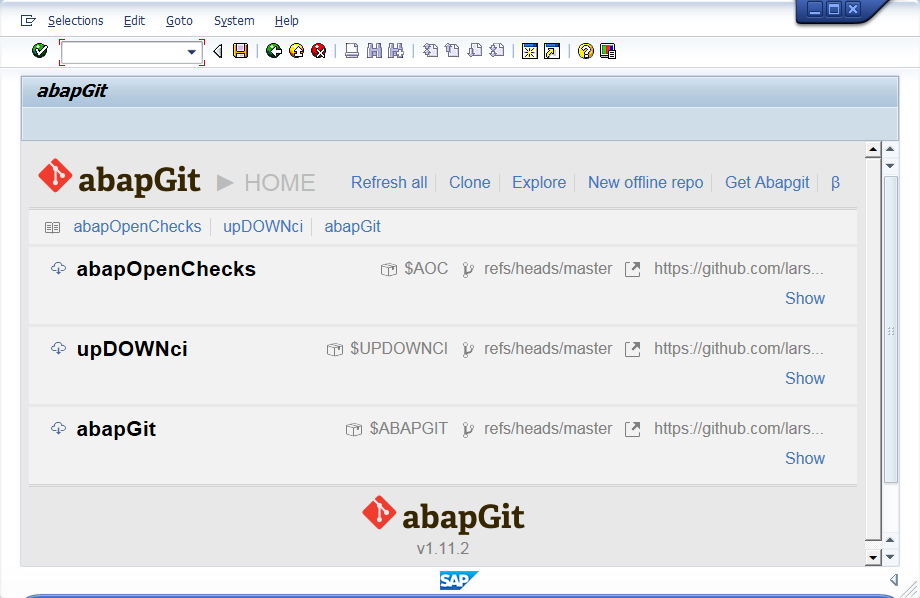 Selections Edit Goto System Help
abapGit
abapGit HOME Refresh all Clone Explore New offline repo Get Abapgit β
abapOpenChecks upDOWNci abapGit
abapOpenChecks $AOC refs/heads/master https://github.com/lars...
Show
upDOWNci $UPDOWNCI refs/heads/master https://github.com/lars...
Show
abapGit $ABAPGIT refs/heads/master https://github.com/lars...
Show
abapGit
v1.11.2
SAP